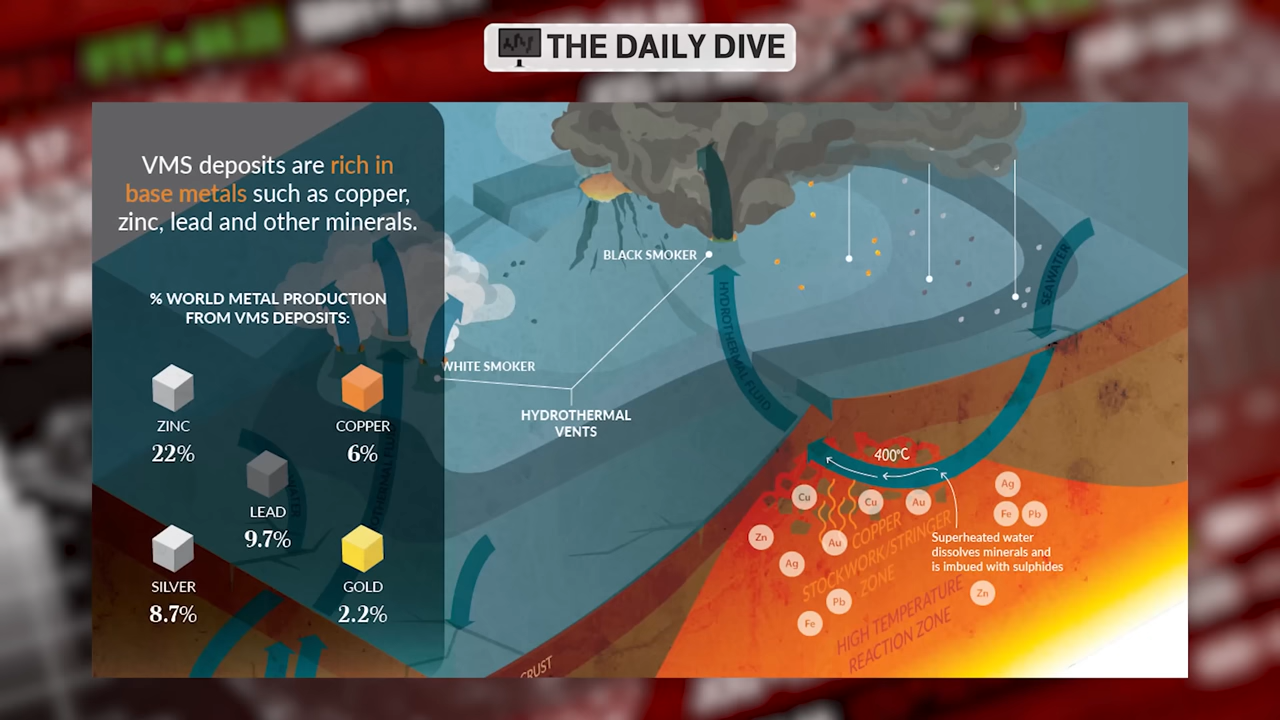 THE DAILY DIVE
VMS deposits are rich in
base metals such as copper,
zinc, lead and other minerals.
% WORLD METAL PRODUCTION
FROM VMS DEPOSITS:
ZINC
22%
COPPER
6%
LEAD
9.7%
SILVER
8.7%
GOLD
2.2%
BLACK SMOKER
WHITE SMOKER
HYDROTHERMAL
VENTS
HYDROTHERMAL FLUID
SEAWATER
400°C
Cu
Cu
Au
Ag
Fe
Pb
Zn
Au
Ag
Pb
Fe
Zn
Superheated water
dissolves minerals and
is imbued with sulphides
COPPER
STOCKWORK/STRINGER
ZONE
HIGH TEMPERATURE
REACTION ZONE
CRUST